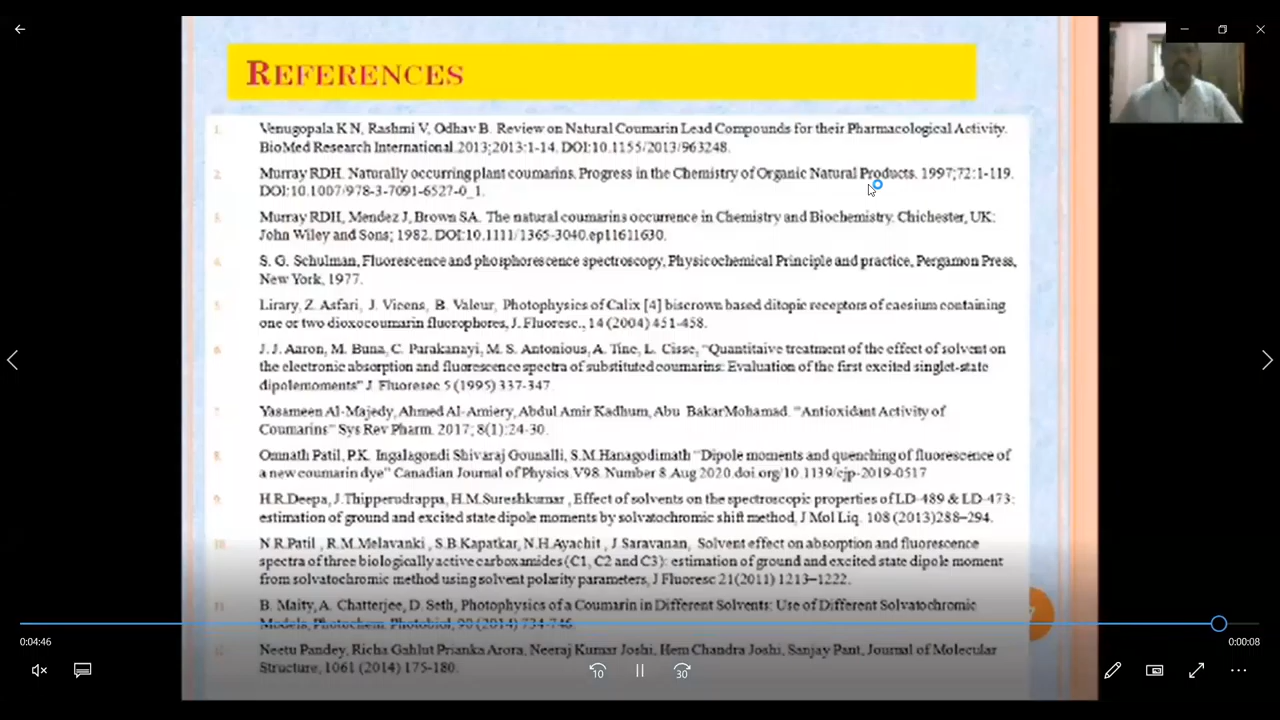 REFERENCES
1. Venugopala K N, Rashmi V, Odhav B. Review on Natural Coumarin Lead Compounds for their Pharmacological Activity.
BioMed Research International.2013;2013:1-14. DOI:10.1155/2013/963248.
2. Murray RDH. Naturally occurring plant coumarins. Progress in the Chemistry of Organic Natural Products. 1997;72:1-119.
DOI:10.1007/978-3-7091-6527-0_1.
3. Murray RDH, Mendez J, Brown SA. The natural coumarins occurrence in Chemistry and Biochemistry. Chichester, UK:
John Wiley and Sons; 1982. DOI:10.1111/1365-3040.ep11611630.
4. S. G. Schulman, Fluorescence and phosphorescence spectroscopy, Physicochemical Principle and practice, Pergamon Press,
New York, 1977.
5. Lirary, Z. Asfari, J. Vicens, B. Valeur, Photophysics of Calix [4] biscrown based ditopic receptors of caesium containing
one or two dioxocoumarin fluorophores, J. Fluoresc., 14 (2004) 451-458.
6. J. J. Aaron, M. Buna, C. Parakanayi, M. S. Antonious, A. Tine, L. Cisse, "Quantitaive treatment of the effect of solvent on
the electronic absorption and fluorescence spectra of substituted coumarins: Evaluation of the first excited singlet-state
dipolemoments" J. Fluoresec 5 (1995) 337-347.
7. Yasameen Al-Majedy, Ahmed Al-Amiery, Abdul Amir Kadhum, Abu BakarMohamad. "Antioxidant Activity of
Coumarins" Sys Rev Pharm. 2017; 8(1):24-30.
8. Omnath Patil, P.K. Ingalagondi Shivaraj Gounalli, S.M.Hanagodimath "Dipole moments and quenching of fluorescence of
a new coumarin dye" Canadian Journal of Physics.V98. Number 8.Aug 2020.doi.org/10.1139/cjp-2019-0517
9. H.R.Deepa, J.Thipperudrappa, H.M.Sureshkumar , Effect of solvents on the spectroscopic properties of LD-489 & LD-473:
estimation of ground and excited state dipole moments by solvatochromic shift method, J Mol Liq. 108 (2013)288–294.
10. N.R.Patil , R.M.Melavanki , S.B.Kapatkar, N.H.Ayachit , J.Saravanan, Solvent effect on absorption and fluorescence
spectra of three biologically active carboxamides (C1, C2 and C3): estimation of ground and excited state dipole moment
from solvatochromic method using solvent polarity parameters, J Fluoresc 21(2011) 1213–1222.
11. B. Maity, A. Chatterjee, D. Seth, Photophysics of a Coumarin in Different Solvents: Use of Different Solvatochromic
Models, Photochem. Photobiol, 90 (2014) 734-746.
12. Neetu Pandey, Richa Gahlut Prianka Arora, Neeraj Kumar Joshi, Hem Chandra Joshi, Sanjay Pant, Journal of Molecular
Structure, 1061 (2014) 175-180.
0:04:46
0:00:08
10
30